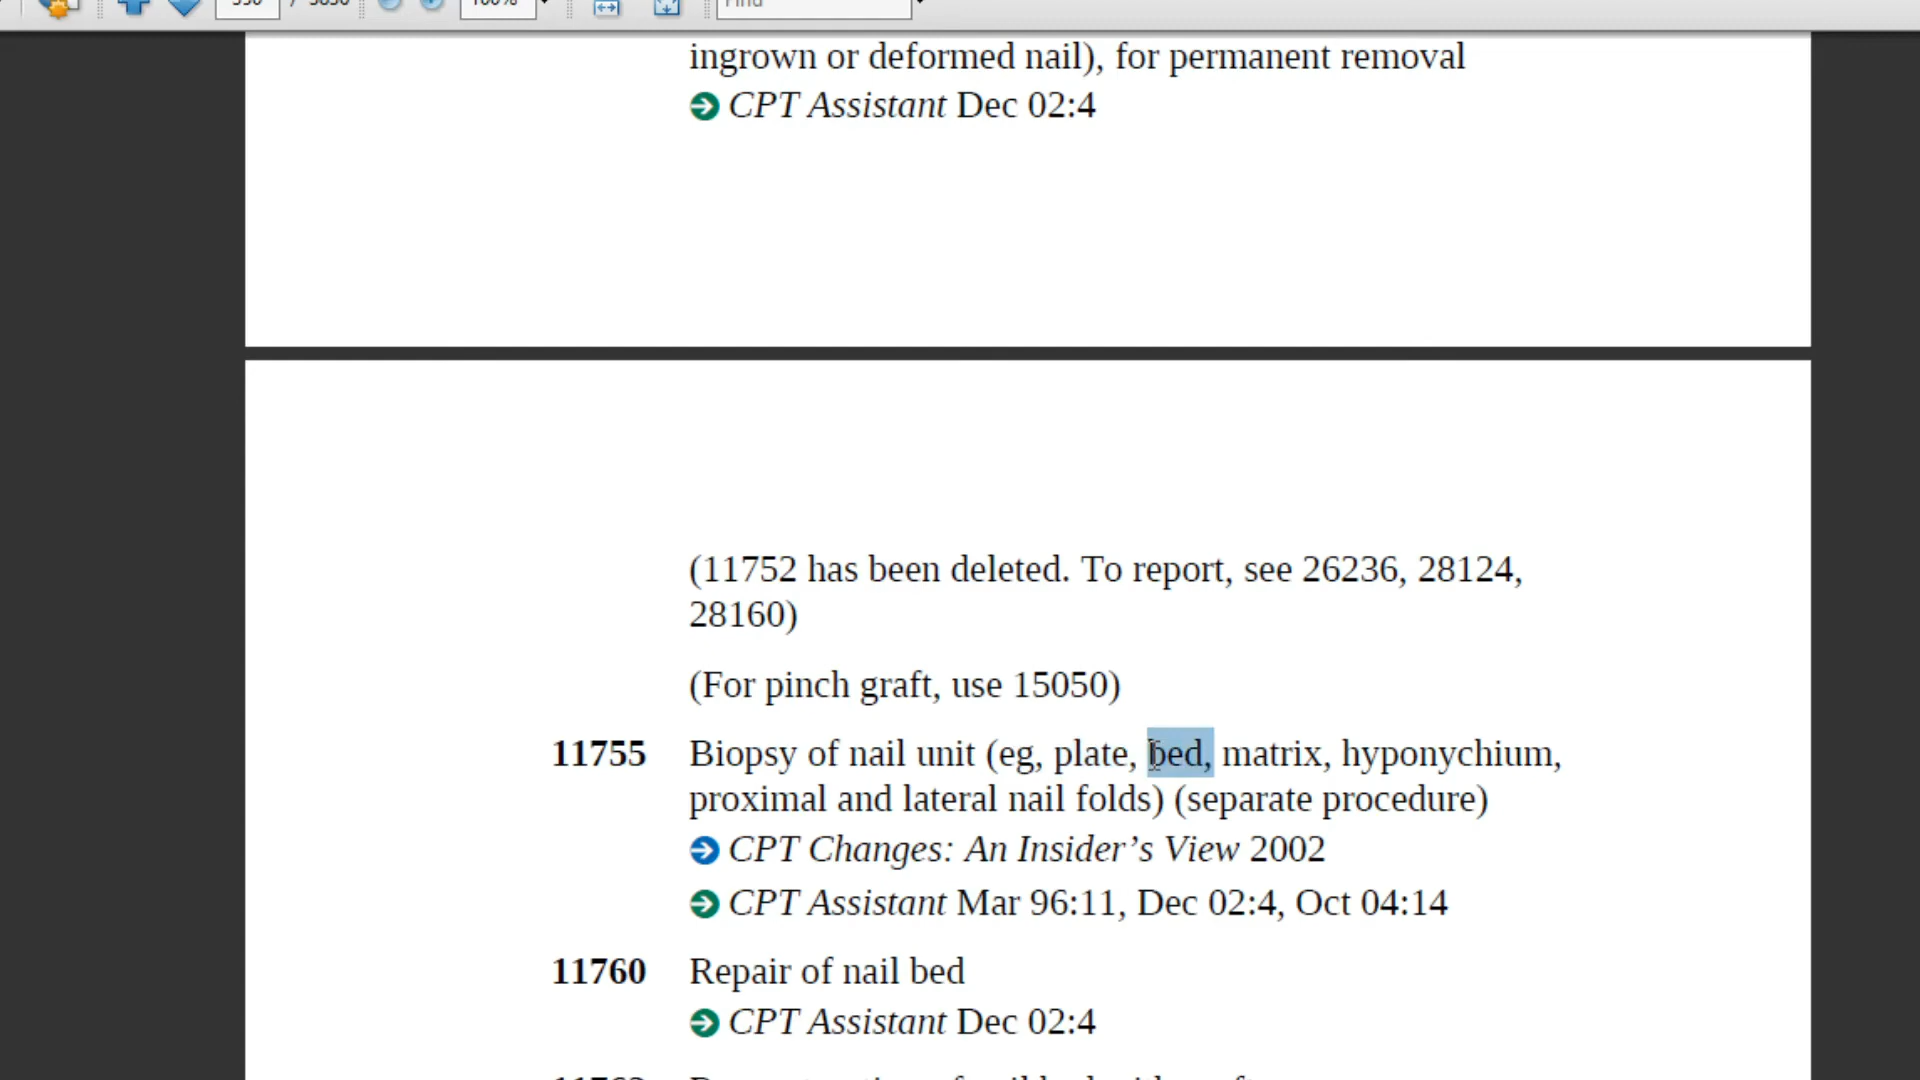 100%
ingrown or deformed nail), for permanent removal
CPT Assistant Dec 02:4
(11752 has been deleted. To report, see 26236, 28124,
28160)
(For pinch graft, use 15050)
11755 Biopsy of nail unit (eg, plate, bed, matrix, hyponychium,
proximal and lateral nail folds) (separate procedure)
CPT Changes: An Insider’s View 2002
CPT Assistant Mar 96:11, Dec 02:4, Oct 04:14
11760 Repair of nail bed
CPT Assistant Dec 02:4